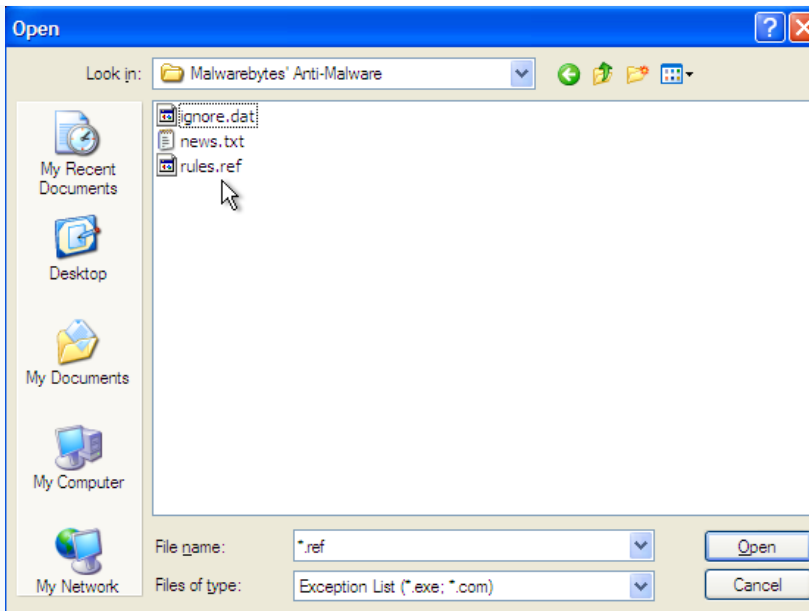 Open
Look in:
Malwarebytes' Anti-Malware
My Recent
Documents
Desktop
My Documents
My Computer
My Network
ignore.dat
news.txt
rules.ref
File name:
*.ref
Open
Files of type:
Exception List (*.exe; *.com)
Cancel